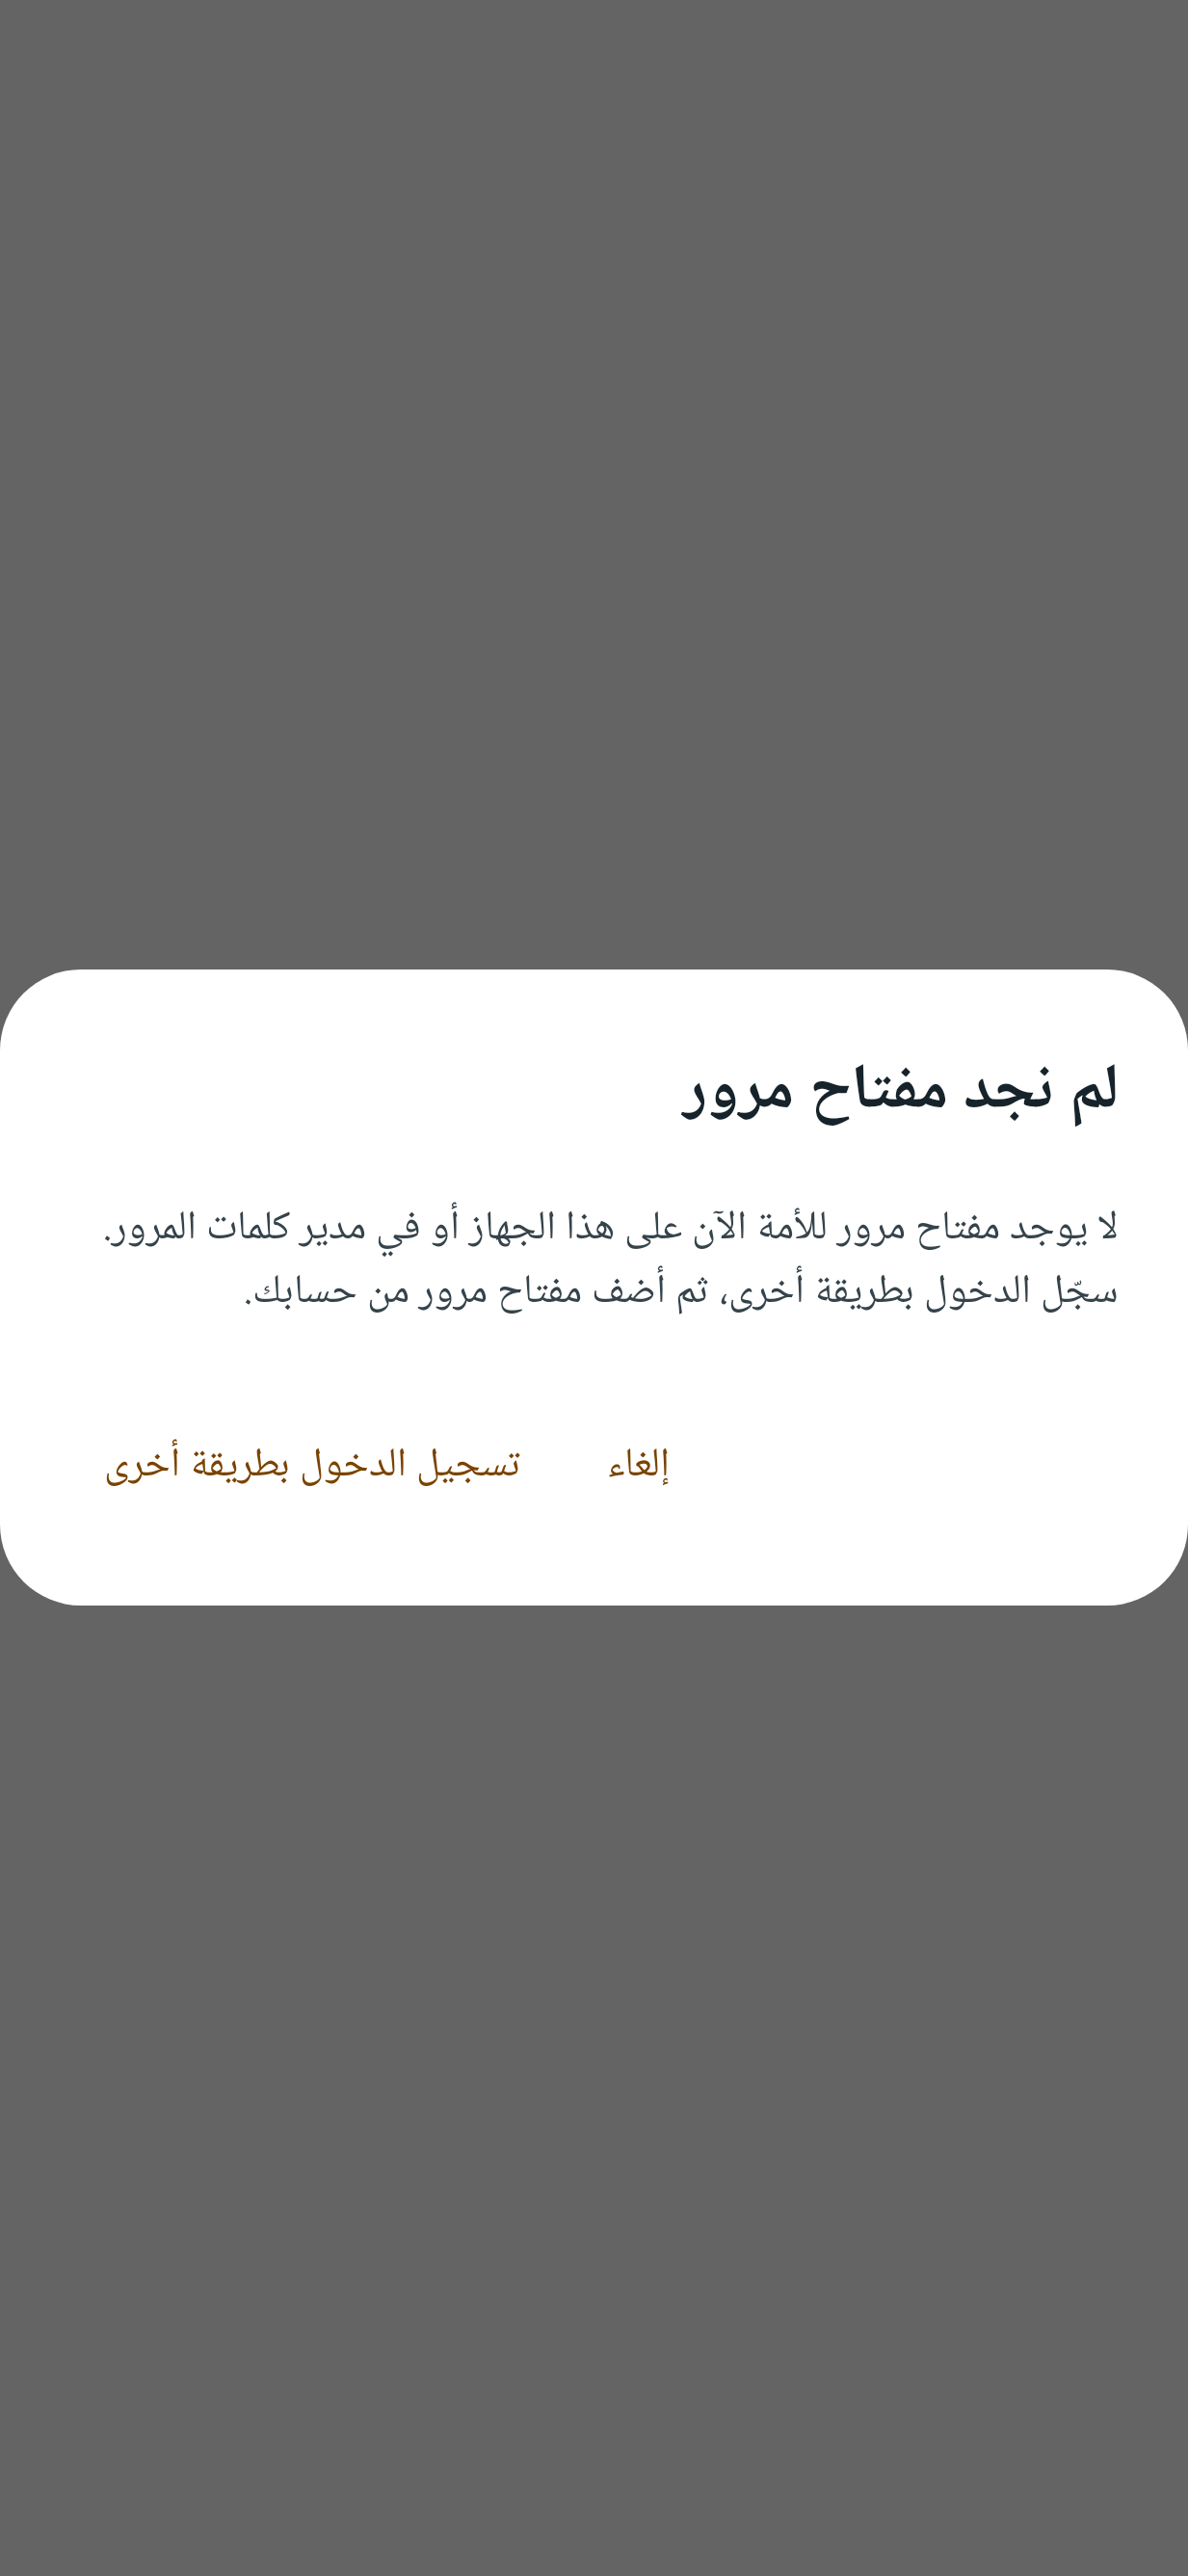 لم نجد مفتاح مرور
لا يوجد مفتاح مرور للأمة الآن على هذا الجهاز أو في مدير كلمات المرور.
سجّل الدخول بطريقة أخرى، ثم أضف مفتاح مرور من حسابك.
إلغاء
تسجيل الدخول بطريقة أخرى